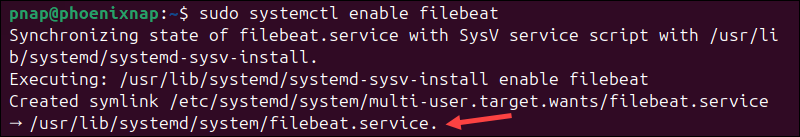 pnap@phoenixnap:~$ sudo systemctl enable filebeat
Synchronizing state of filebeat.service with SysV service script with /usr/li
b/systemd/systemd-sysv-install.
Executing: /usr/lib/systemd/systemd-sysv-install enable filebeat
Created symlink /etc/systemd/system/multi-user.target.wants/filebeat.service
→ /usr/lib/systemd/system/filebeat.service.